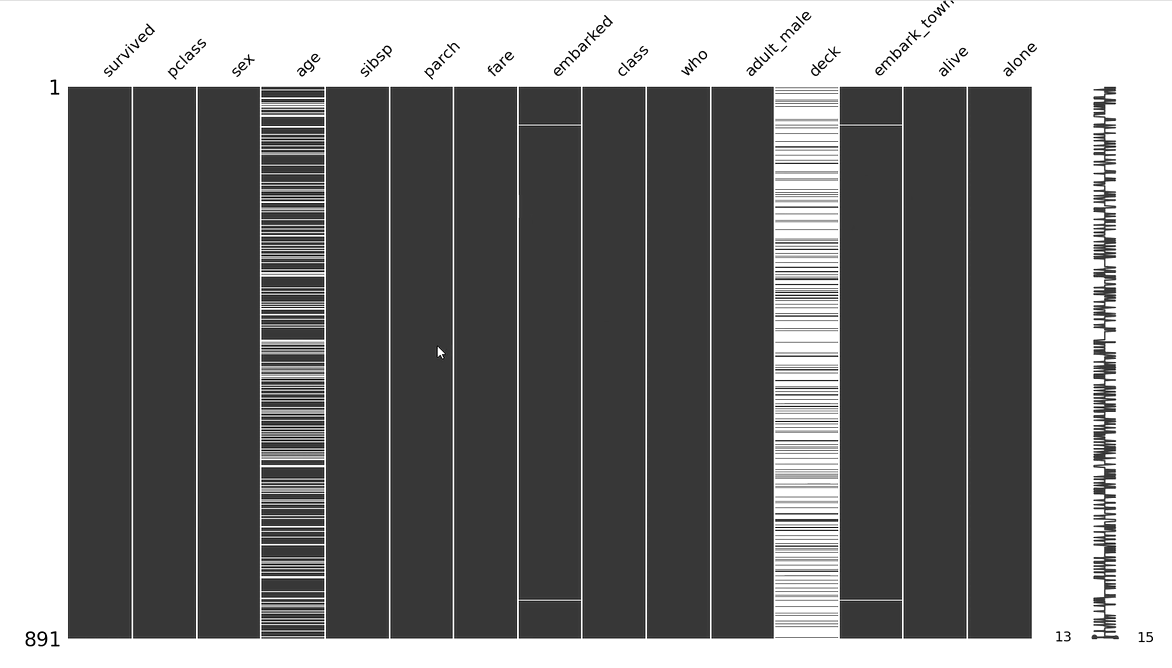 survived
pclass
sex
age
sibsp
parch
fare
embarked
class
who
adult_male
deck
embark_town
alive
alone
1
891
13
15